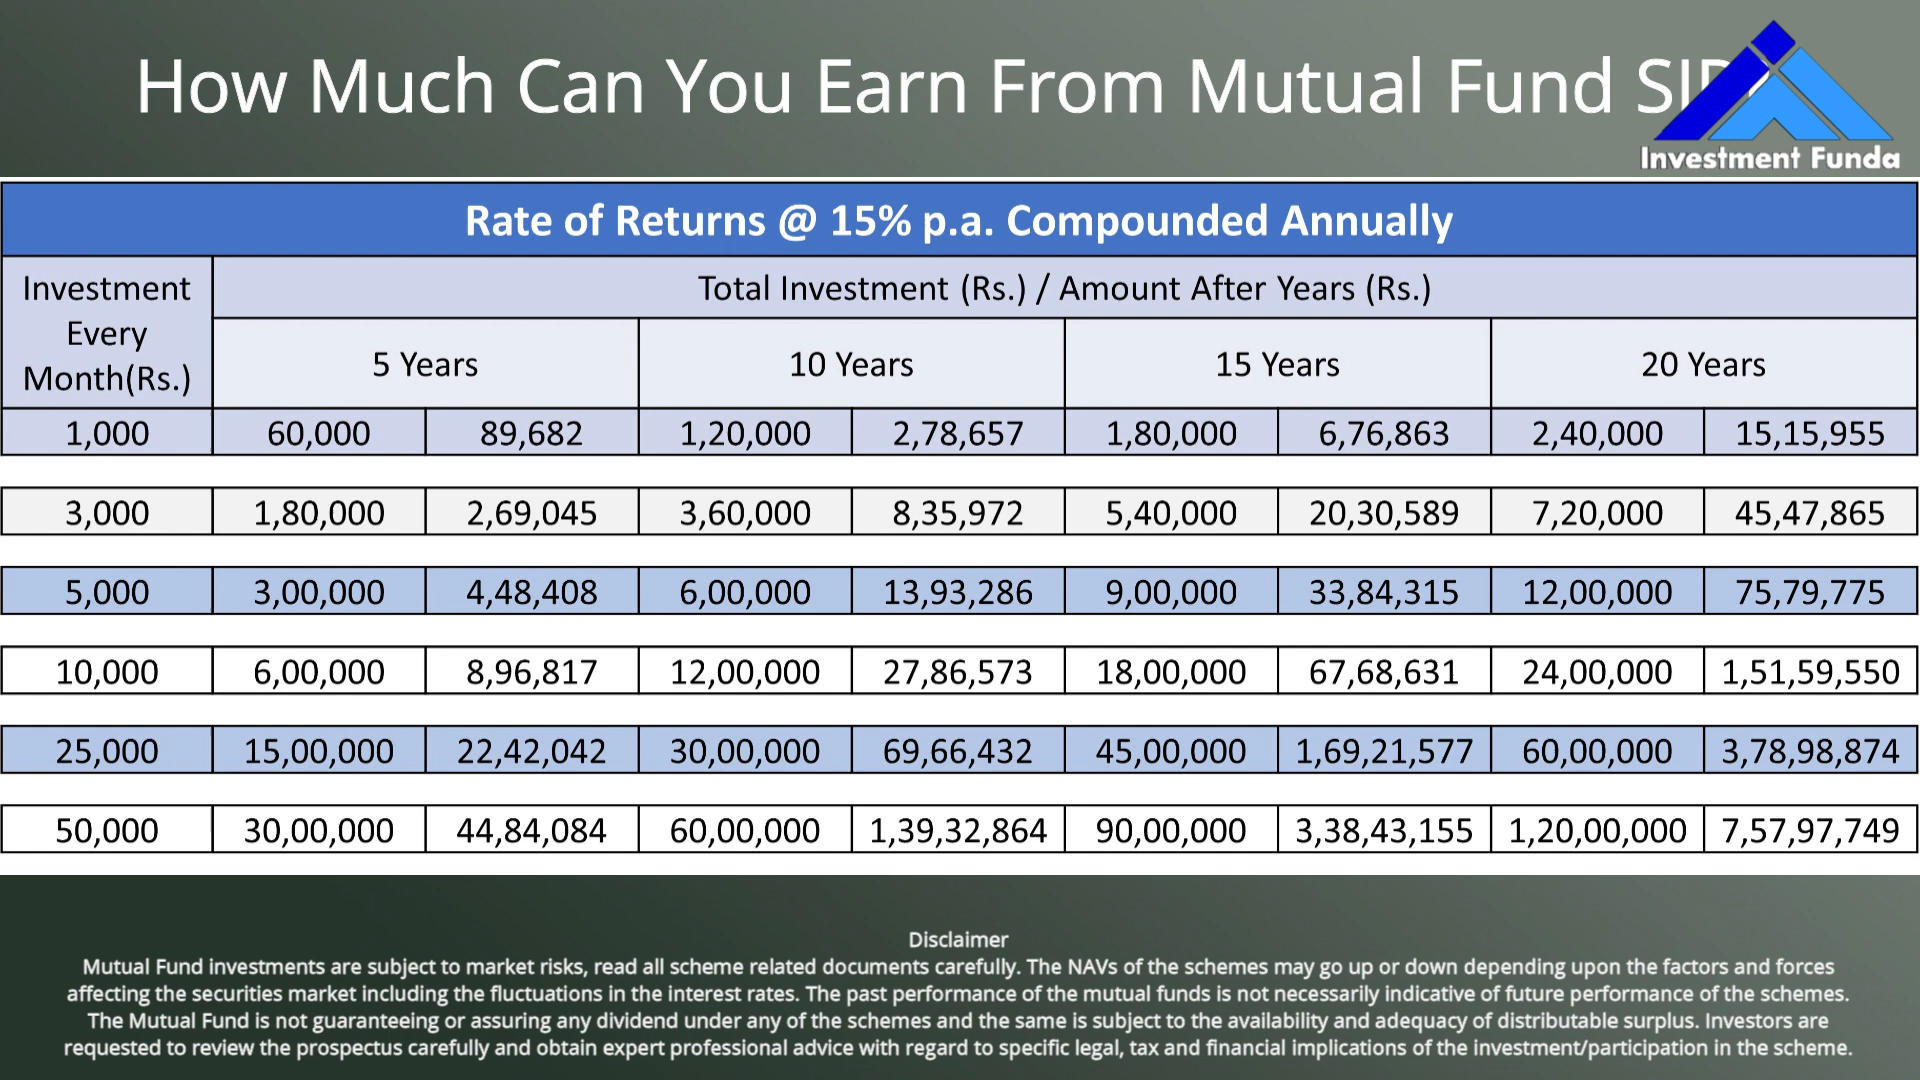 How Much Can You Earn From Mutual Fund SIP
Investment Funda
Rate of Returns @ 15% p.a. Compounded Annually
Investment Every Month(Rs.)
Total Investment (Rs.) / Amount After Years (Rs.)
5 Years 10 Years 15 Years 20 Years
1,000 60,000 89,682 1,20,000 2,78,657 1,80,000 6,76,863 2,40,000 15,15,955
3,000 1,80,000 2,69,045 3,60,000 8,35,972 5,40,000 20,30,589 7,20,000 45,47,865
5,000 3,00,000 4,48,408 6,00,000 13,93,286 9,00,000 33,84,315 12,00,000 75,79,775
10,000 6,00,000 8,96,817 12,00,000 27,86,573 18,00,000 67,68,631 24,00,000 1,51,59,550
25,000 15,00,000 22,42,042 30,00,000 69,66,432 45,00,000 1,69,21,577 60,00,000 3,78,98,874
50,000 30,00,000 44,84,084 60,00,000 1,39,32,864 90,00,000 3,38,43,155 1,20,00,000 7,57,97,749
Disclaimer
Mutual Fund investments are subject to market risks, read all scheme related documents carefully. The NAVs of the schemes may go up or down depending upon the factors and forces
affecting the securities market including the fluctuations in the interest rates. The past performance of the mutual funds is not necessarily indicative of future performance of the schemes.
The Mutual Fund is not guaranteeing or assuring any dividend under any of the schemes and the same is subject to the availability and adequacy of distributable surplus. Investors are
requested to review the prospectus carefully and obtain expert professional advice with regard to specific legal, tax and financial implications of the investment/participation in the scheme.